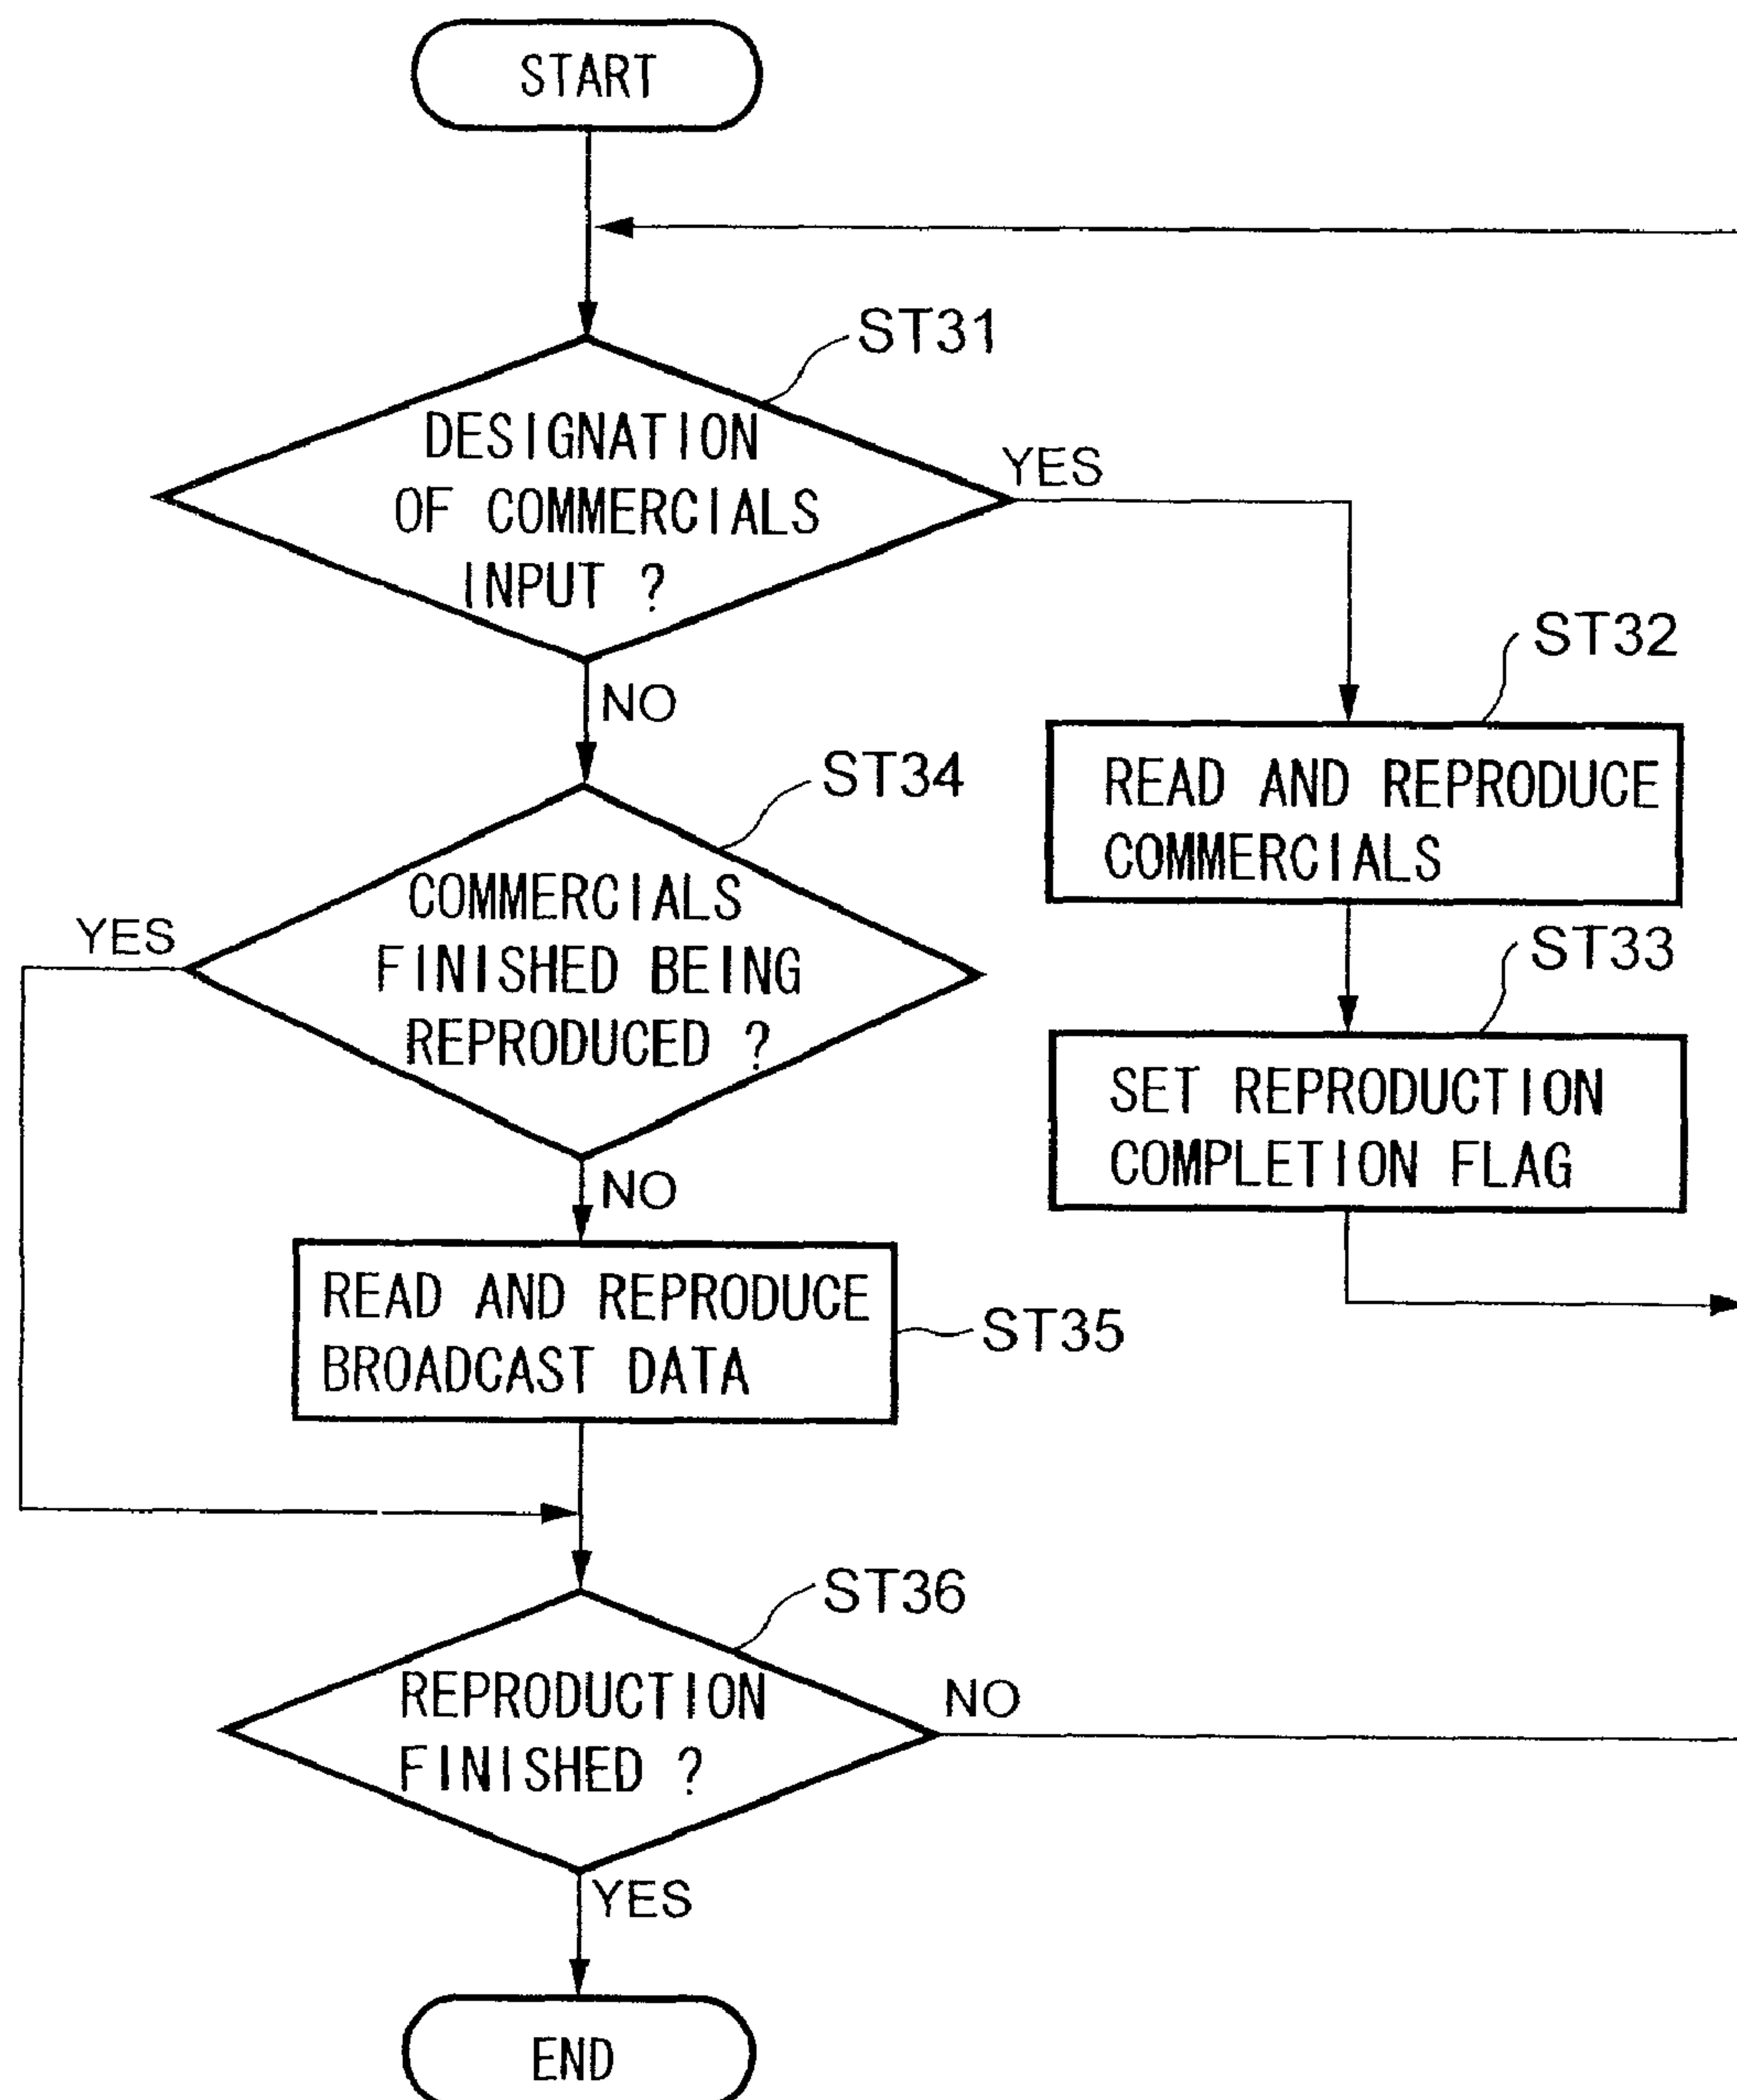 START
ST31
DESIGNATION
OF COMMERCIALS
INPUT ?
YES
NO
ST32
READ AND REPRODUCE
COMMERCIALS
ST33
SET REPRODUCTION
COMPLETION FLAG
ST34
COMMERCIALS
FINISHED BEING
REPRODUCED ?
YES
NO
READ AND REPRODUCE
BROADCAST DATA
ST35
ST36
REPRODUCTION
FINISHED ?
NO
YES
END